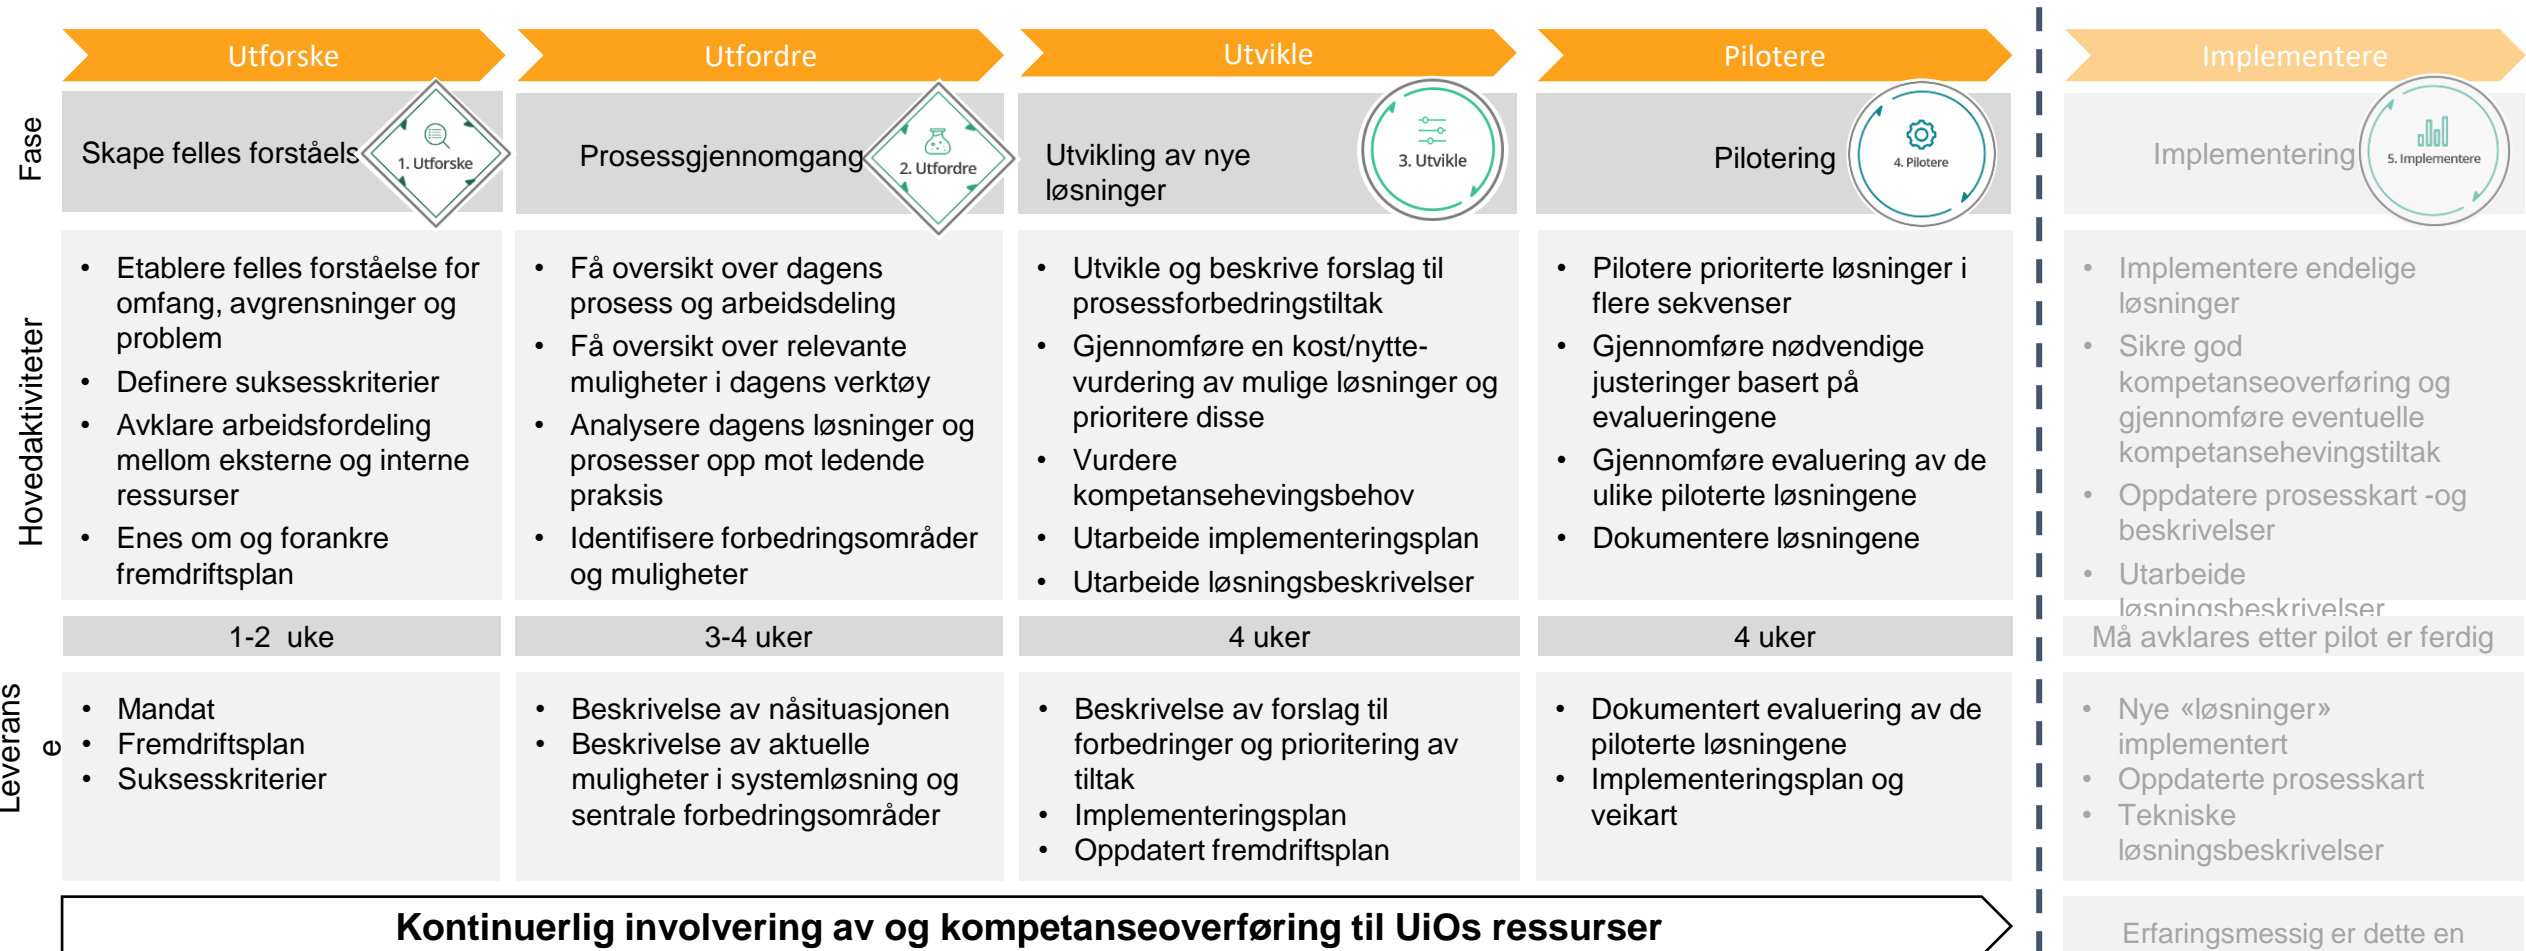 Utforske
Utfordre
Utvikle
Pilotere
Implementere
Fase
Skape felles forståels
1. Utforske
Prosessgjennomgang
2. Utfordre
Utvikling av nye
løsninger
3. Utvikle
Pilotering
4. Pilotere
Implementering
5. Implementere
Hovedaktiviteter
• Etablere felles forståelse for
omfang, avgrensninger og
problem
• Definere suksesskriterier
• Avklare arbeidsfordeling
mellom eksterne og interne
ressurser
• Enes om og forankre
fremdriftsplan
• Få oversikt over dagens
prosess og arbeidsdeling
• Få oversikt over relevante
muligheter i dagens verktøy
• Analysere dagens løsninger og
prosesser opp mot ledende
praksis
• Identifisere forbedringsområder
og muligheter
• Utvikle og beskrive forslag til
prosessforbedringstiltak
• Gjennomføre en kost/nytte-
vurdering av mulige løsninger og
prioritere disse
• Vurdere
kompetansehevingsbehov
• Utarbeide implementeringsplan
• Utarbeide løsningsbeskrivelser
• Pilotere prioriterte løsninger i
flere sekvenser
• Gjennomføre nødvendige
justeringer basert på
evalueringene
• Gjennomføre evaluering av de
ulike piloterte løsningene
• Dokumentere løsningene
• Implementere endelige
løsninger
• Sikre god
kompetanseoverføring og
gjennomføre eventuelle
kompetansehevingstiltak
• Oppdatere prosesskart -og
beskrivelser
• Utarbeide
løsningsbeskrivelser
1-2 uke
3-4 uker
4 uker
4 uker
Må avklares etter pilot er ferdig
Leverans
e
• Mandat
• Fremdriftsplan
• Suksesskriterier
• Beskrivelse av nåsituasjonen
• Beskrivelse av aktuelle
muligheter i systemløsning og
sentrale forbedringsområder
• Beskrivelse av forslag til
forbedringer og prioritering av
tiltak
• Implementeringsplan
• Oppdatert fremdriftsplan
• Dokumentert evaluering av de
piloterte løsningene
• Implementeringsplan og
veikart
• Nye «løsninger»
implementert
• Oppdaterte prosesskart
• Tekniske
løsningsbeskrivelser
Kontinuerlig involvering av og kompetanseoverføring til UiOs ressurser
Erfaringsmessig er dette en